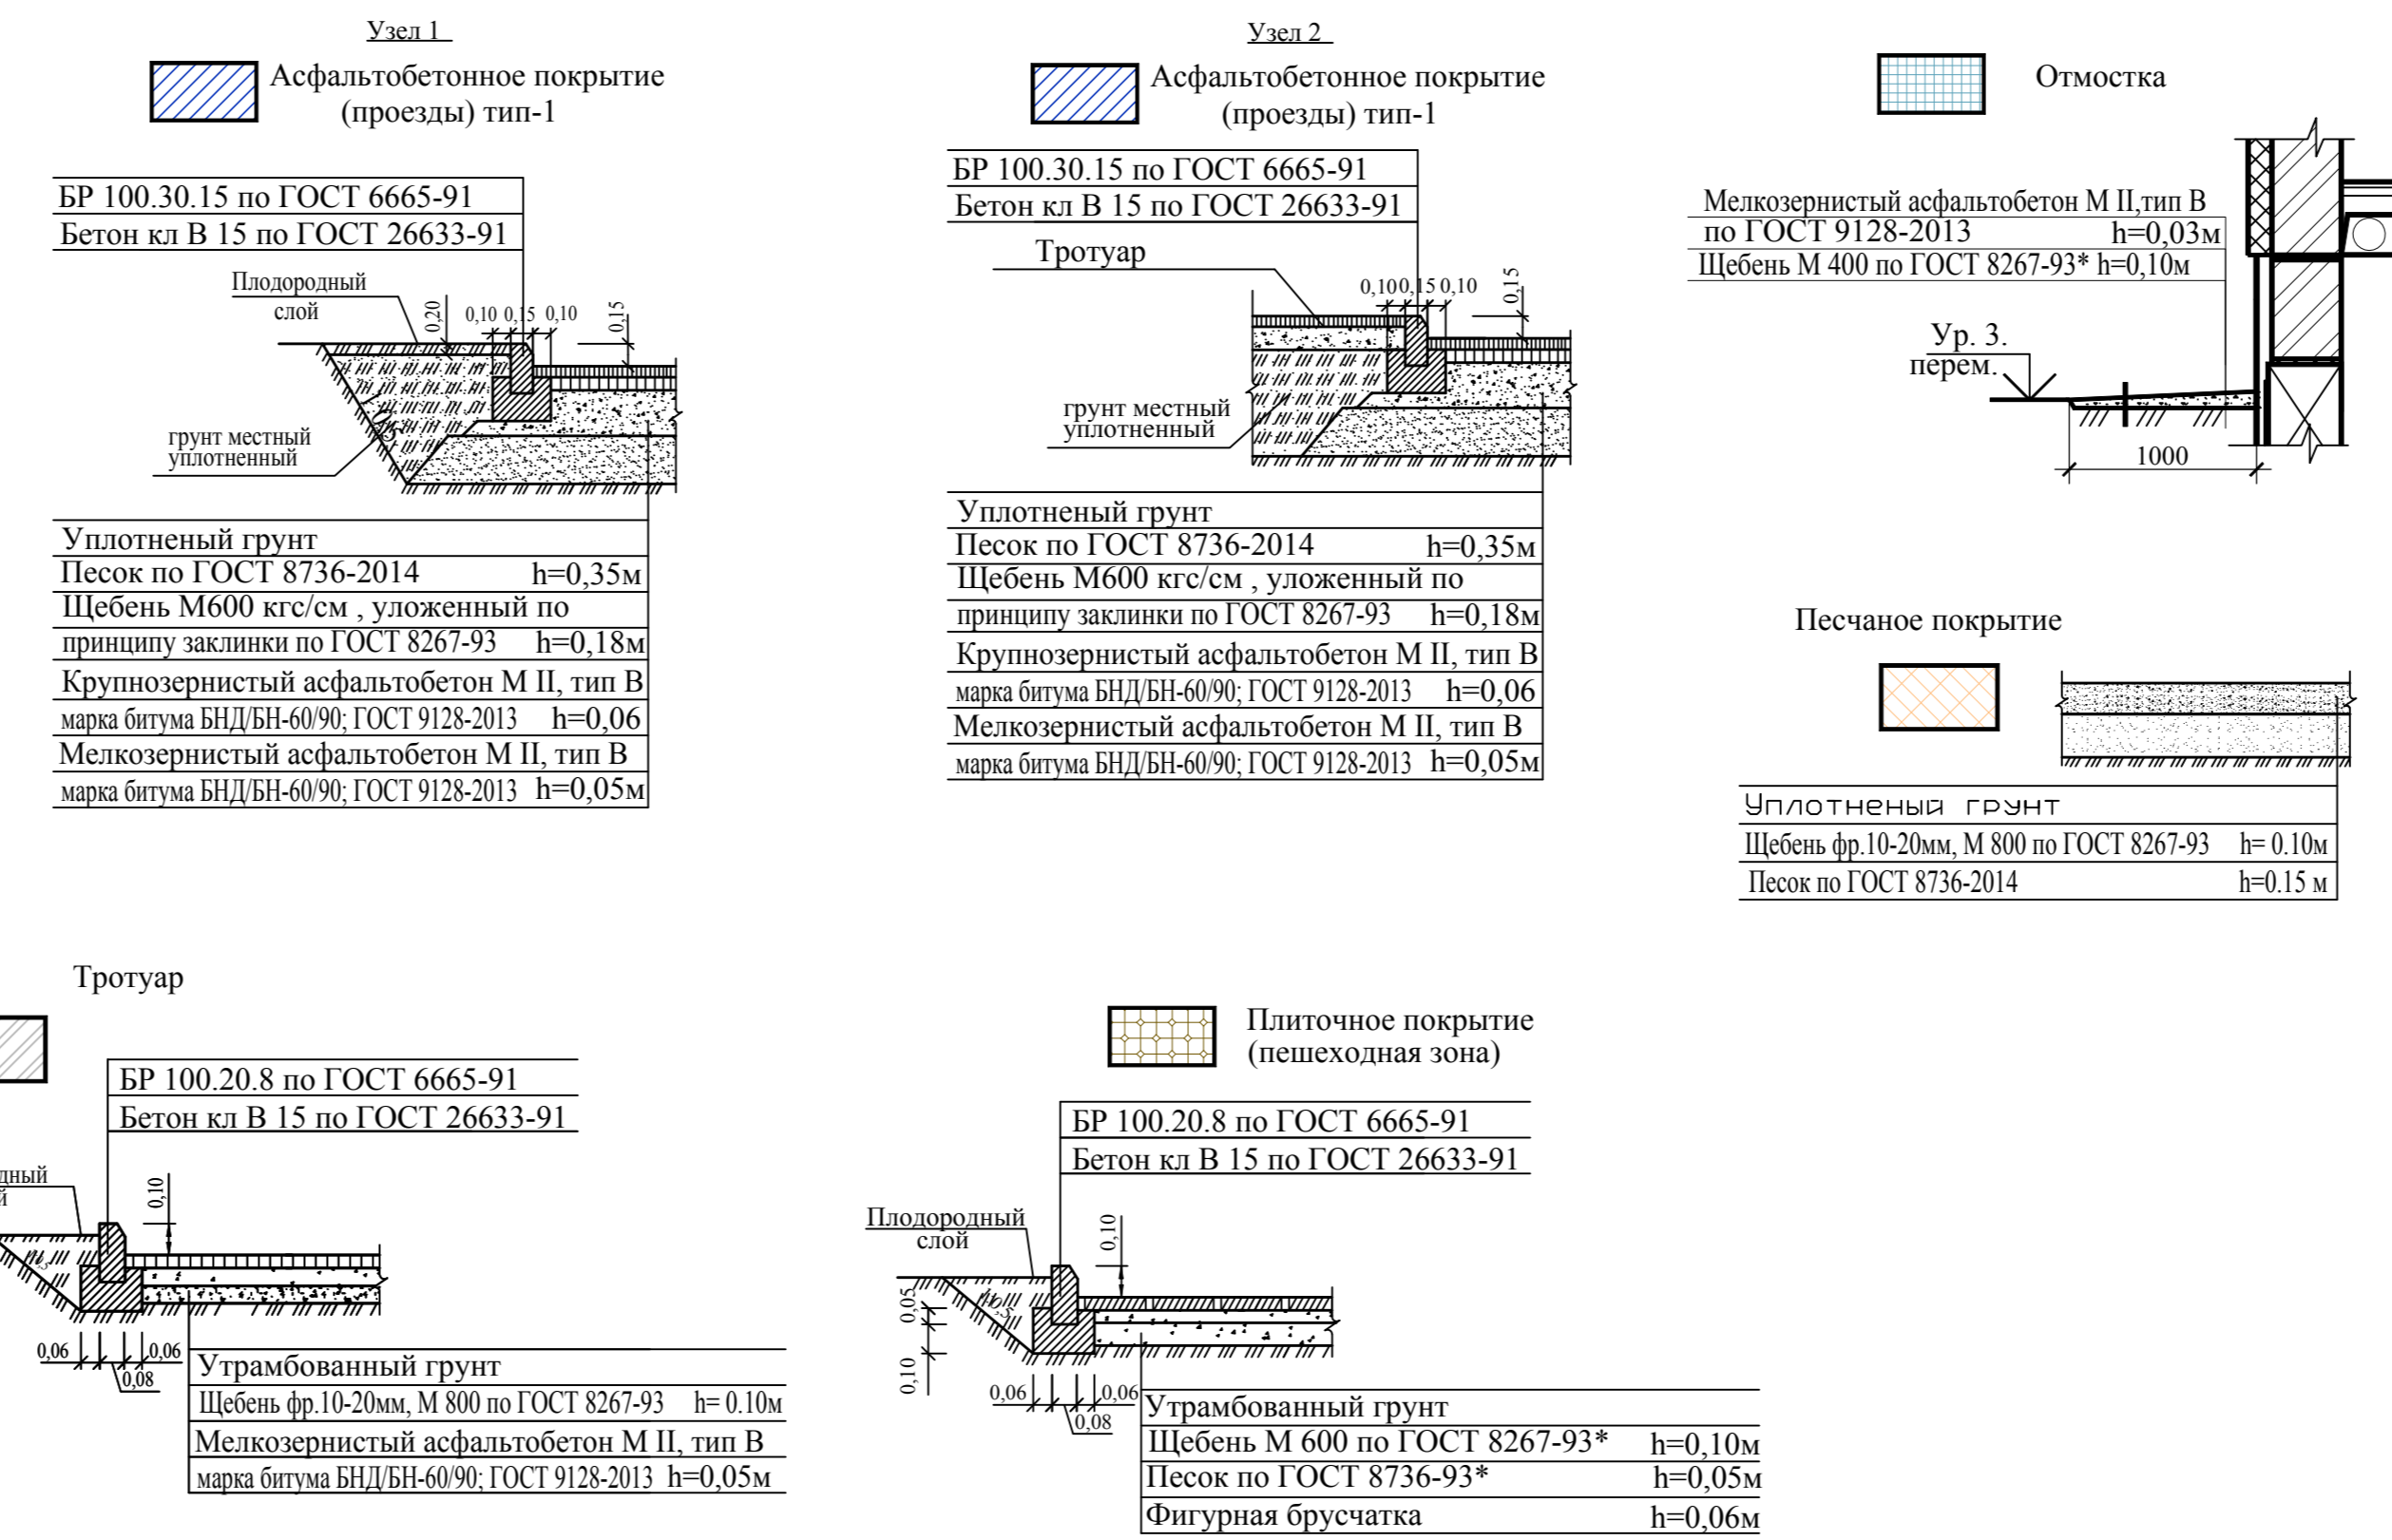 Узел 1
Асфальтобетонное покрытие
(проезды) тип-1
БР 100.30.15 по ГОСТ 6665-91
Бетон кл В 15 по ГОСТ 26633-91
Плодородный
слой
0,20
0,10 0,15 0,10
0,15
грунт местный
уплотненный
Уплотненый грунт
Песок по ГОСТ 8736-2014 h=0,35м
Щебень М600 кгс/см , уложенный по
принципу заклинки по ГОСТ 8267-93 h=0,18м
Крупнозернистый асфальтобетон М II, тип В
марка битума БНД/БН-60/90; ГОСТ 9128-2013 h=0,06
Мелкозернистый асфальтобетон М II, тип В
марка битума БНД/БН-60/90; ГОСТ 9128-2013 h=0,05м
Узел 2
Асфальтобетонное покрытие
(проезды) тип-1
БР 100.30.15 по ГОСТ 6665-91
Бетон кл В 15 по ГОСТ 26633-91
Тротуар
0,10 0,15 0,10
0,15
грунт местный
уплотненный
Уплотненый грунт
Песок по ГОСТ 8736-2014 h=0,35м
Щебень М600 кгс/см , уложенный по
принципу заклинки по ГОСТ 8267-93 h=0,18м
Крупнозернистый асфальтобетон М II, тип В
марка битума БНД/БН-60/90; ГОСТ 9128-2013 h=0,06
Мелкозернистый асфальтобетон М II, тип В
марка битума БНД/БН-60/90; ГОСТ 9128-2013 h=0,05м
Отмостка
Мелкозернистый асфальтобетон М II,тип В
по ГОСТ 9128-2013 h=0,03м
Щебень М 400 по ГОСТ 8267-93* h=0,10м
Ур. 3.
перем.
1000
Песчаное покрытие
Уплотненый грунт
Щебень фр.10-20мм, М 800 по ГОСТ 8267-93 h= 0.10м
Песок по ГОСТ 8736-2014 h=0.15 м
Тротуар
БР 100.20.8 по ГОСТ 6665-91
Бетон кл В 15 по ГОСТ 26633-91
дный
й
0,10
0,06 0,06
0,08
Утрамбованный грунт
Щебень фр.10-20мм, М 800 по ГОСТ 8267-93 h= 0.10м
Мелкозернистый асфальтобетон М II, тип В
марка битума БНД/БН-60/90; ГОСТ 9128-2013 h=0,05м
Плиточное покрытие
(пешеходная зона)
БР 100.20.8 по ГОСТ 6665-91
Бетон кл В 15 по ГОСТ 26633-91
Плодородный
слой
0,10
0,05
0,10
0,06 0,06
0,08
Утрамбованный грунт
Щебень М 600 по ГОСТ 8267-93* h=0,10м
Песок по ГОСТ 8736-93* h=0,05м
Фигурная брусчатка h=0,06м